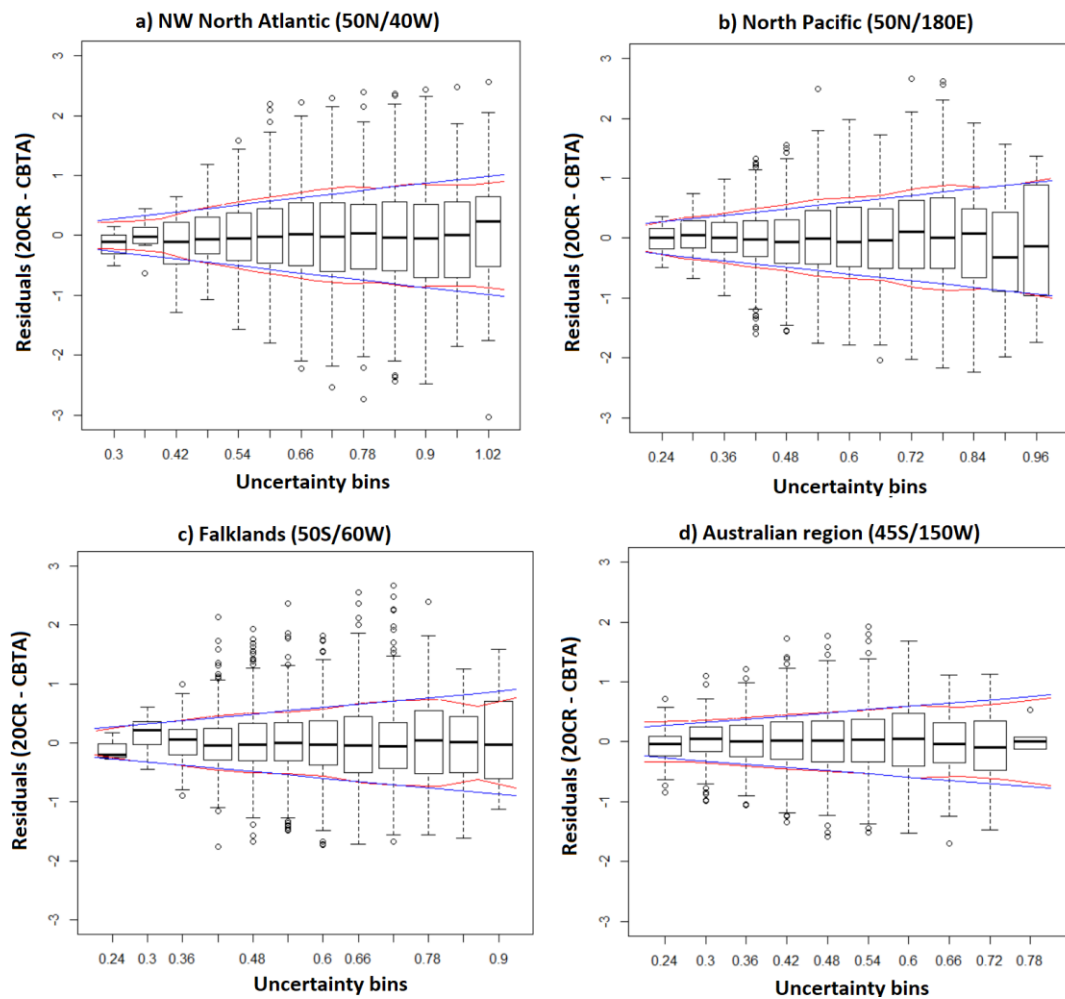 a) NW North Atlantic (50N/40W)
Residuals (20CR - CBTA)
3
2
1
0
-1
-2
-3
0.3 0.42 0.54 0.66 0.78 0.9 1.02
Uncertainty bins
b) North Pacific (50N/180E)
Residuals (20CR - CBTA)
3
2
1
0
-1
-2
-3
0.24 0.36 0.48 0.6 0.72 0.84 0.96
Uncertainty bins
c) Falklands (50S/60W)
Residuals (20CR - CBTA)
3
2
1
0
-1
-2
-3
0.24 0.3 0.36 0.48 0.6 0.78 0.9
Uncertainty bins
d) Australian region (45S/150W)
Residuals (20CR - CBTA)
3
2
1
0
-1
-2
-3
0.24 0.3 0.36 0.42 0.48 0.54 0.6 0.66 0.72 0.78
Uncertainty bins